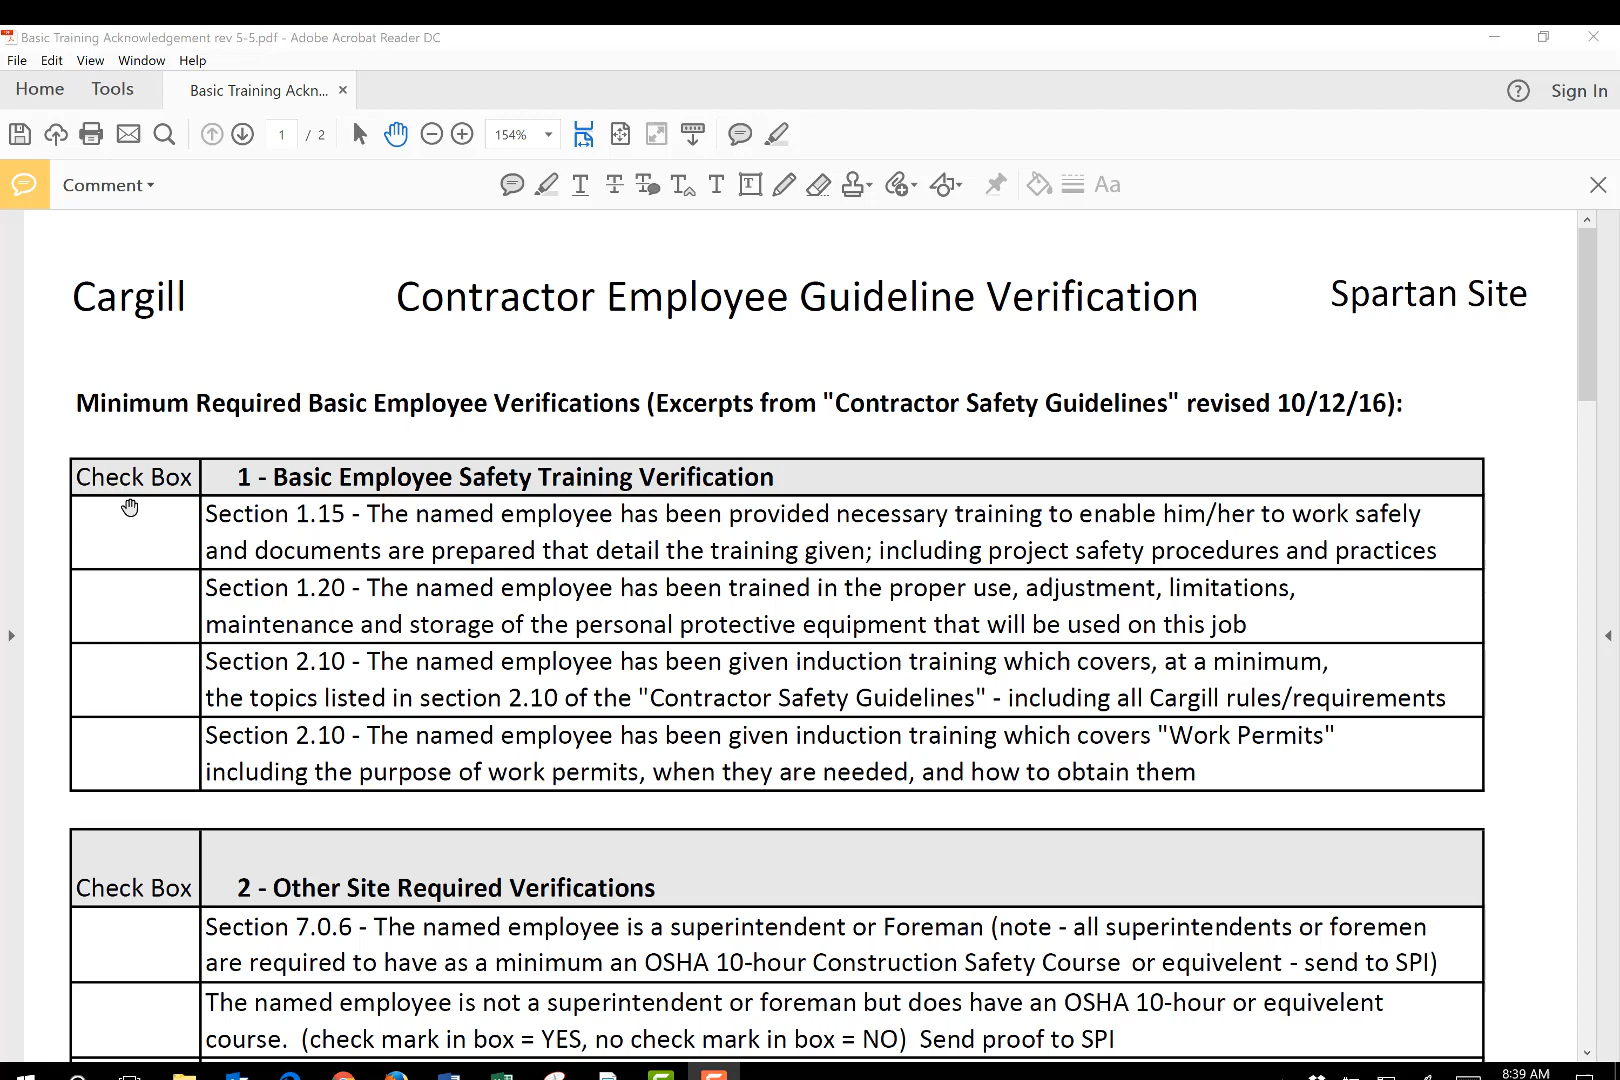 Basic Training Acknowledgement rev 5-5.pdf - Adobe Acrobat Reader DC
File Edit View Window Help
Home Tools Basic Training Ackn... × Sign In
1 / 2 154%
Comment
Cargill Contractor Employee Guideline Verification Spartan Site
Minimum Required Basic Employee Verifications (Excerpts from "Contractor Safety Guidelines" revised 10/12/16):
Check Box 1 - Basic Employee Safety Training Verification
Section 1.15 - The named employee has been provided necessary training to enable him/her to work safely
and documents are prepared that detail the training given; including project safety procedures and practices
Section 1.20 - The named employee has been trained in the proper use, adjustment, limitations,
maintenance and storage of the personal protective equipment that will be used on this job
Section 2.10 - The named employee has been given induction training which covers, at a minimum,
the topics listed in section 2.10 of the "Contractor Safety Guidelines" - including all Cargill rules/requirements
Section 2.10 - The named employee has been given induction training which covers "Work Permits"
including the purpose of work permits, when they are needed, and how to obtain them
Check Box 2 - Other Site Required Verifications
Section 7.0.6 - The named employee is a superintendent or Foreman (note - all superintendents or foremen
are required to have as a minimum an OSHA 10-hour Construction Safety Course or equivelent - send to SPI)
The named employee is not a superintendent or foreman but does have an OSHA 10-hour or equivelent
course. (check mark in box = YES, no check mark in box = NO) Send proof to SPI
8:39 AM